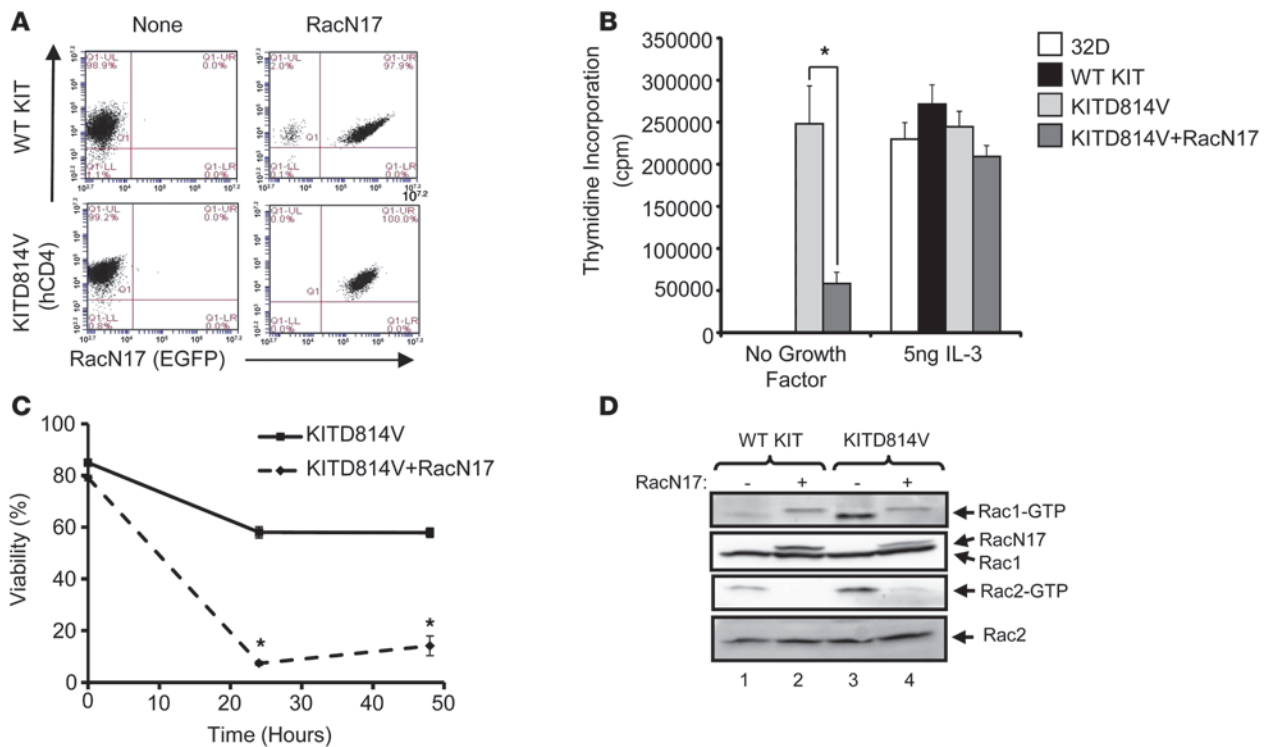 A
None
RacN17
WT KIT
KITD814V
(hCD4)
Q1-UL
98.9%
Q1-UR
0.0%
Q1
Q1-LL
1.1%
Q1-LR
0.0%
2.0%
Q1-UR
97.9%
Q1
Q1-LL
0.1%
Q1-LR
0.0%
10^7.2
Q1-UL
99.2%
Q1-UR
0.0%
Q1
Q1-LL
0.8%
Q1-LR
0.0%
Q1-UL
0.0%
Q1-UR
100.0%
Q1
Q1-LL
0.0%
Q1-LR
0.0%
RacN17 (EGFP)
B
Thymidine Incorporation
(cpm)
350000
300000
250000
200000
150000
100000
50000
0
*
No Growth
Factor
5ng IL-3
32D
WT KIT
KITD814V
KITD814V+RacN17
C
Viability (%)
100
80
60
40
20
0
KITD814V
KITD814V+RacN17
*
*
0 10 20 30 40 50
Time (Hours)
D
WT KIT KITD814V
RacN17: - + - +
Rac1-GTP
RacN17
Rac1
Rac2-GTP
Rac2
1 2 3 4